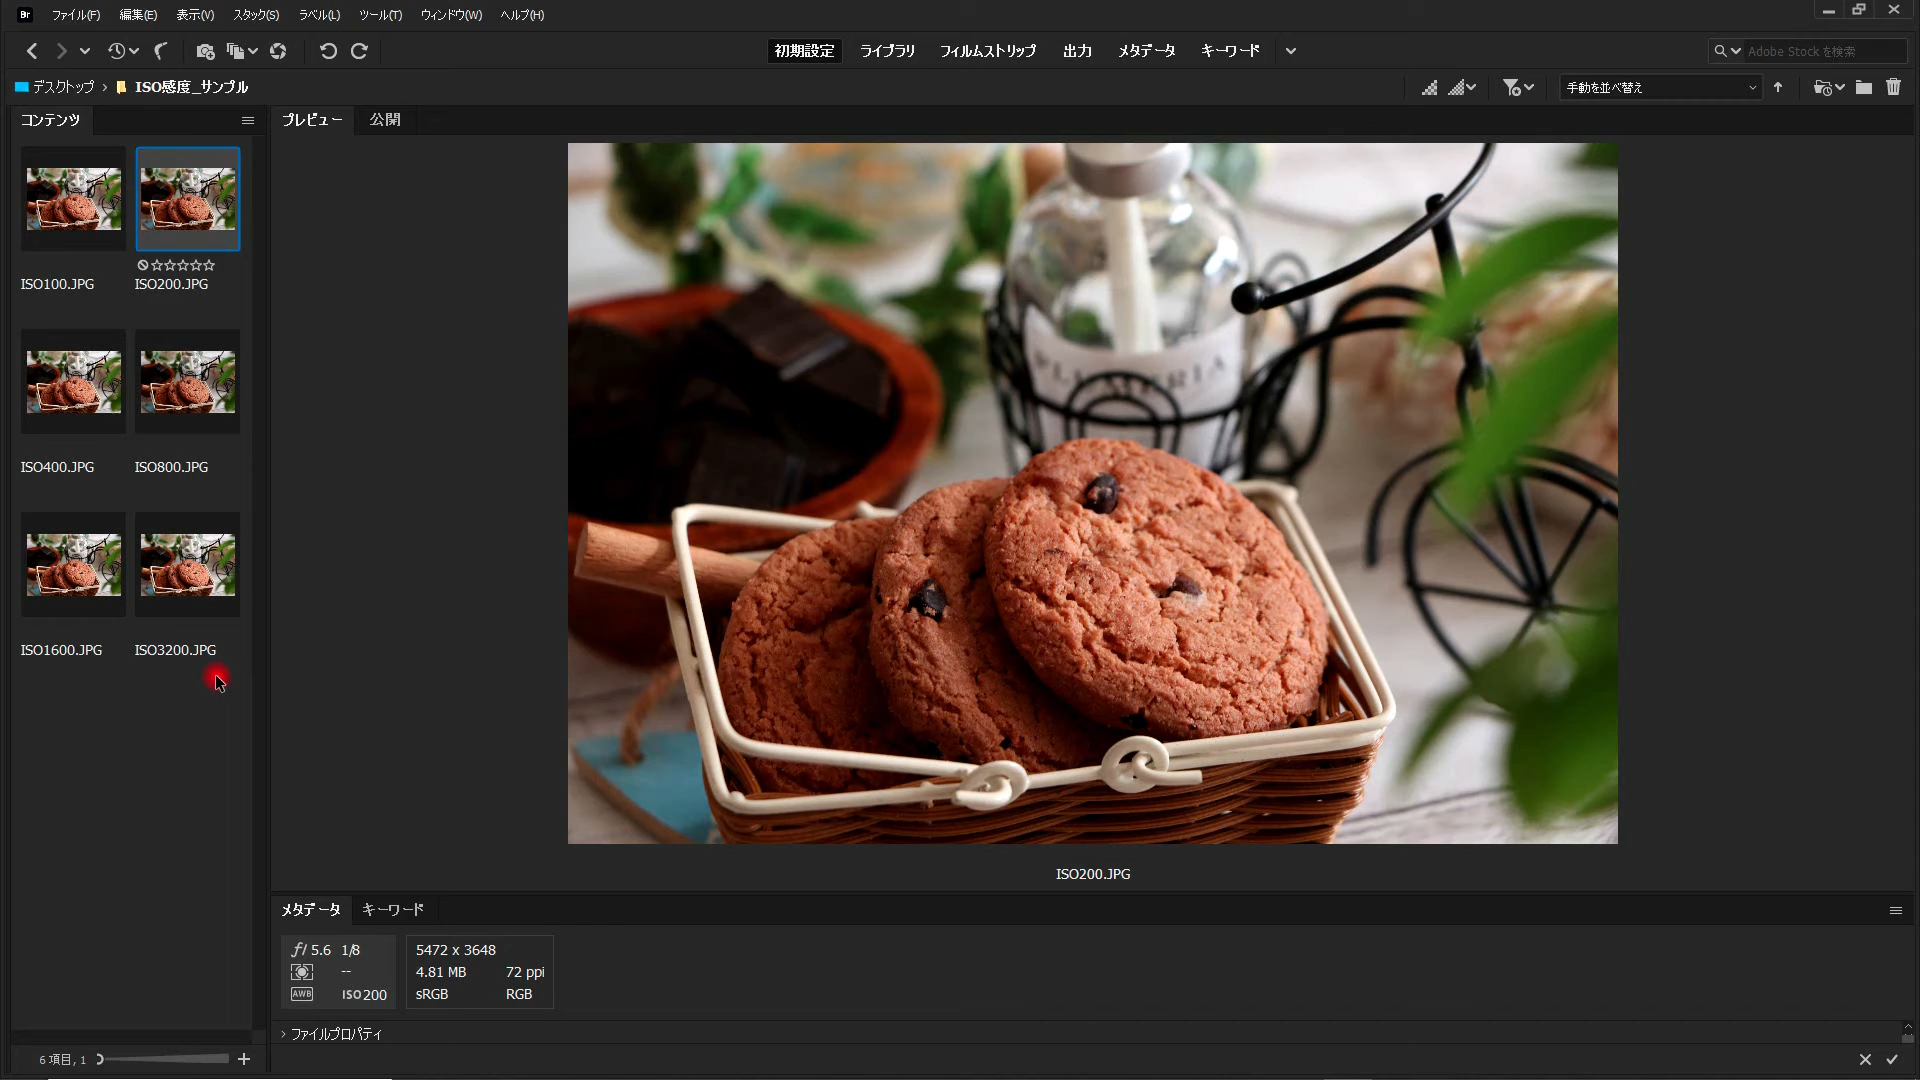 Br ファイル(F) 編集(E) 表示(V) スタック(S) ラベル(L) ツール(T) ウィンドウ(W) ヘルプ(H)
初期設定 ライブラリ フィルムストリップ 出力 メタデータ キーワード
Adobe Stock を検索
デスクトップ ISO感度_サンプル
手動を並べ替え
コンテンツ
プレビュー 公開
ISO100.JPG ISO200.JPG
ISO400.JPG ISO800.JPG
ISO1600.JPG ISO3200.JPG
PLUMERIA
ISO200.JPG
メタデータ キーワード
f/ 5.6 1/8
--
AWB ISO 200
5472 x 3648
4.81 MB 72 ppi
sRGB RGB
ファイルプロパティ
6 項目, 1